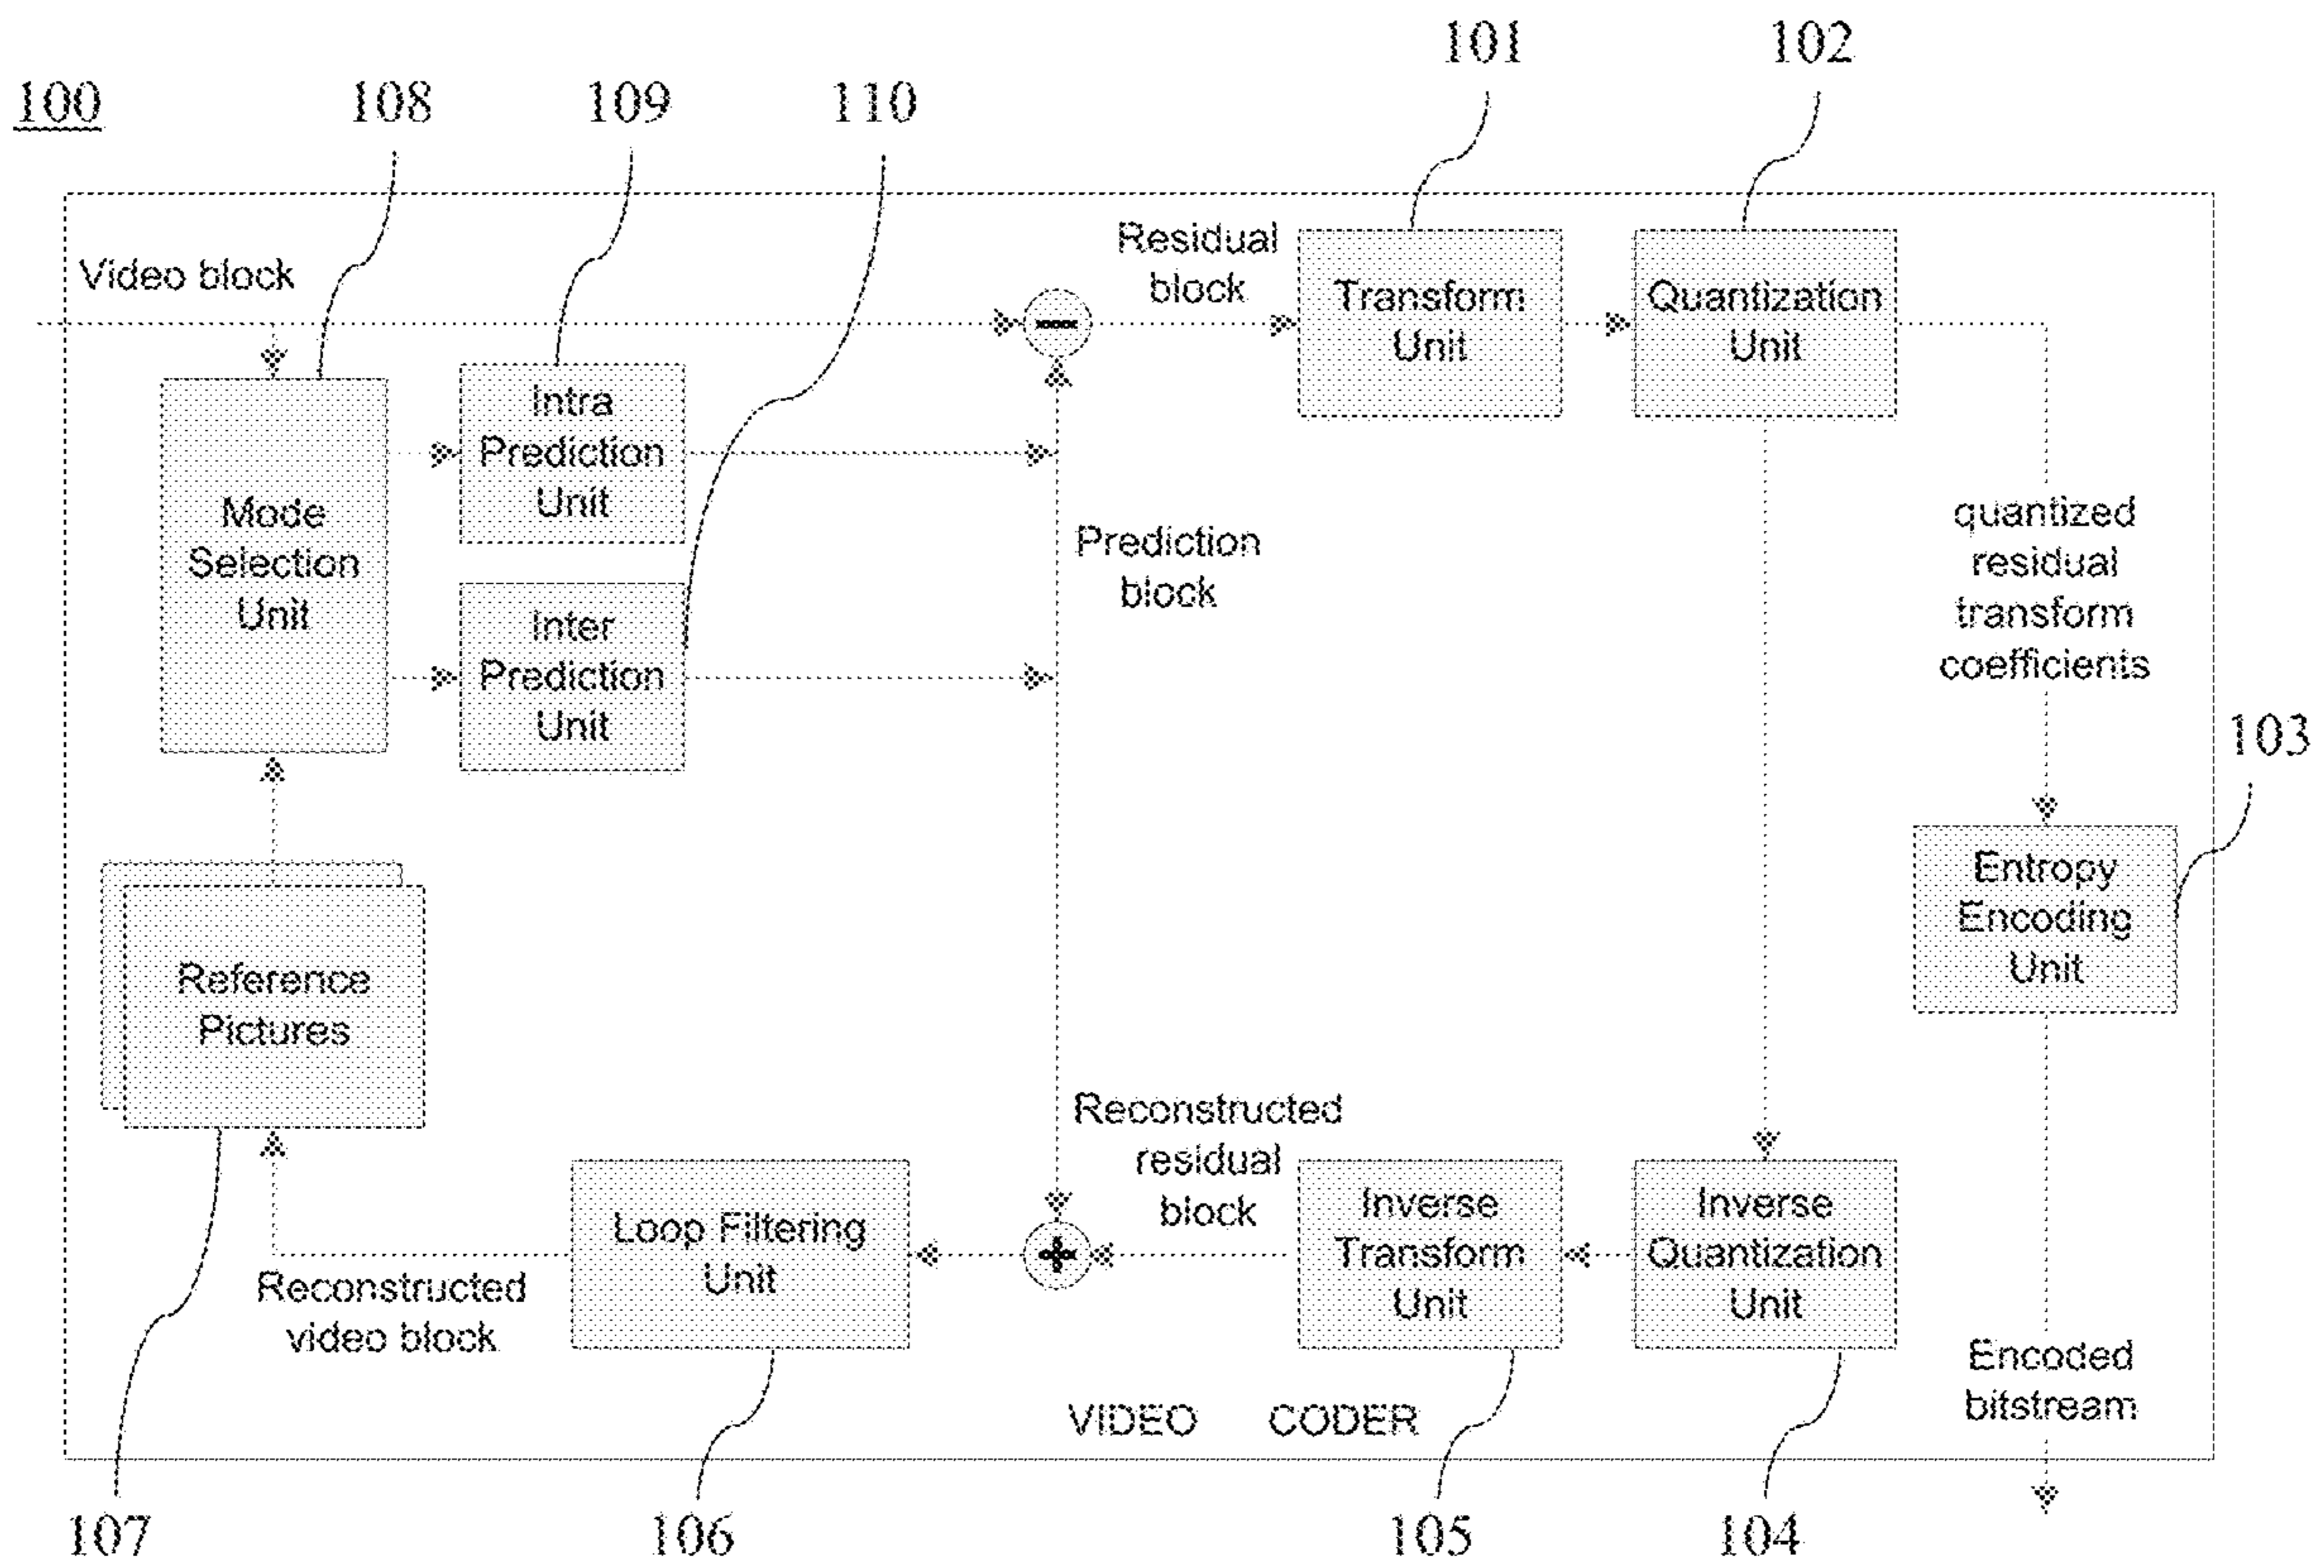 101
102
100
108
109
110
Video block
Residual
block
Transform
Unit
Quantization
Unit
Intra
Prediction
Unit
Mode
Selection
Unit
Prediction
block
quantized
residual
transform
coefficients
Inter
Prediction
Unit
103
Entropy
Encoding
Unit
Reference
Pictures
Reconstructed
residual
block
Loop Filtering
Unit
Inverse
Transform
Unit
Inverse
Quantization
Unit
Reconstructed
video block
Encoded
bitstream
VIDEO CODER
107
106
105
104